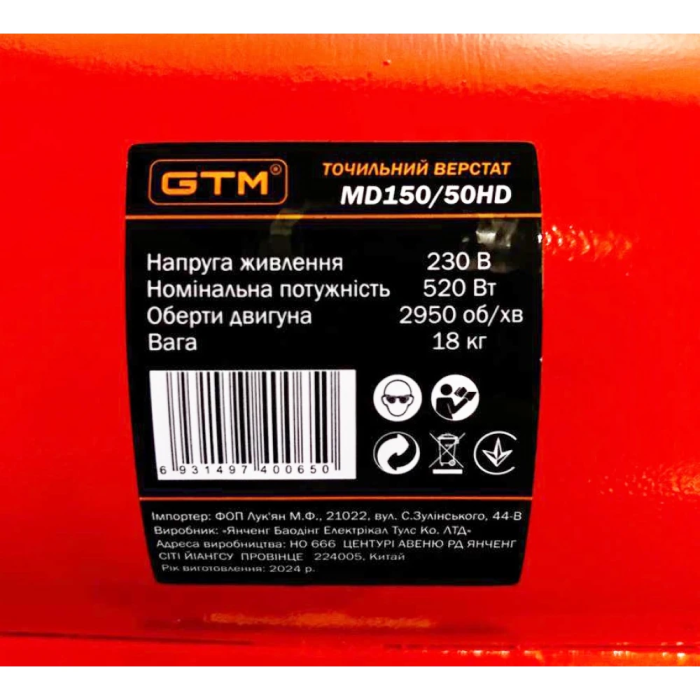 GTM®
ТОЧИЛЬНИЙ ВЕРСТАТ
MD150/50HD
Напруга живлення 230 В
Номінальна потужність 520 Вт
Оберти двигуна 2950 об/хв
Вага 18 кг
6 931497 400650
Імпортер: ФОП Лук'ян М.Ф., 21022, вул. С.Зулінського, 44-В
Виробник: «Янченг Баодінг Електрікал Тулс Ко. ЛТД»
Адреса виробництва: НО 666 ЦЕНТУРІ АВЕНЮ РД ЯНЧЕНГ
СІТІ ЙІАНГСУ ПРОВІНЦЕ 224005, Китай
Рік виготовлення: 2024 р.